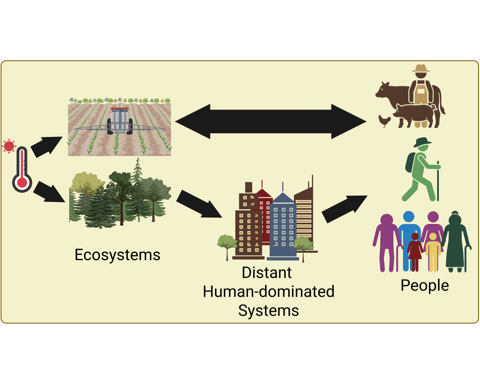 Ecosystems
Distant
Human-dominated
Systems
People